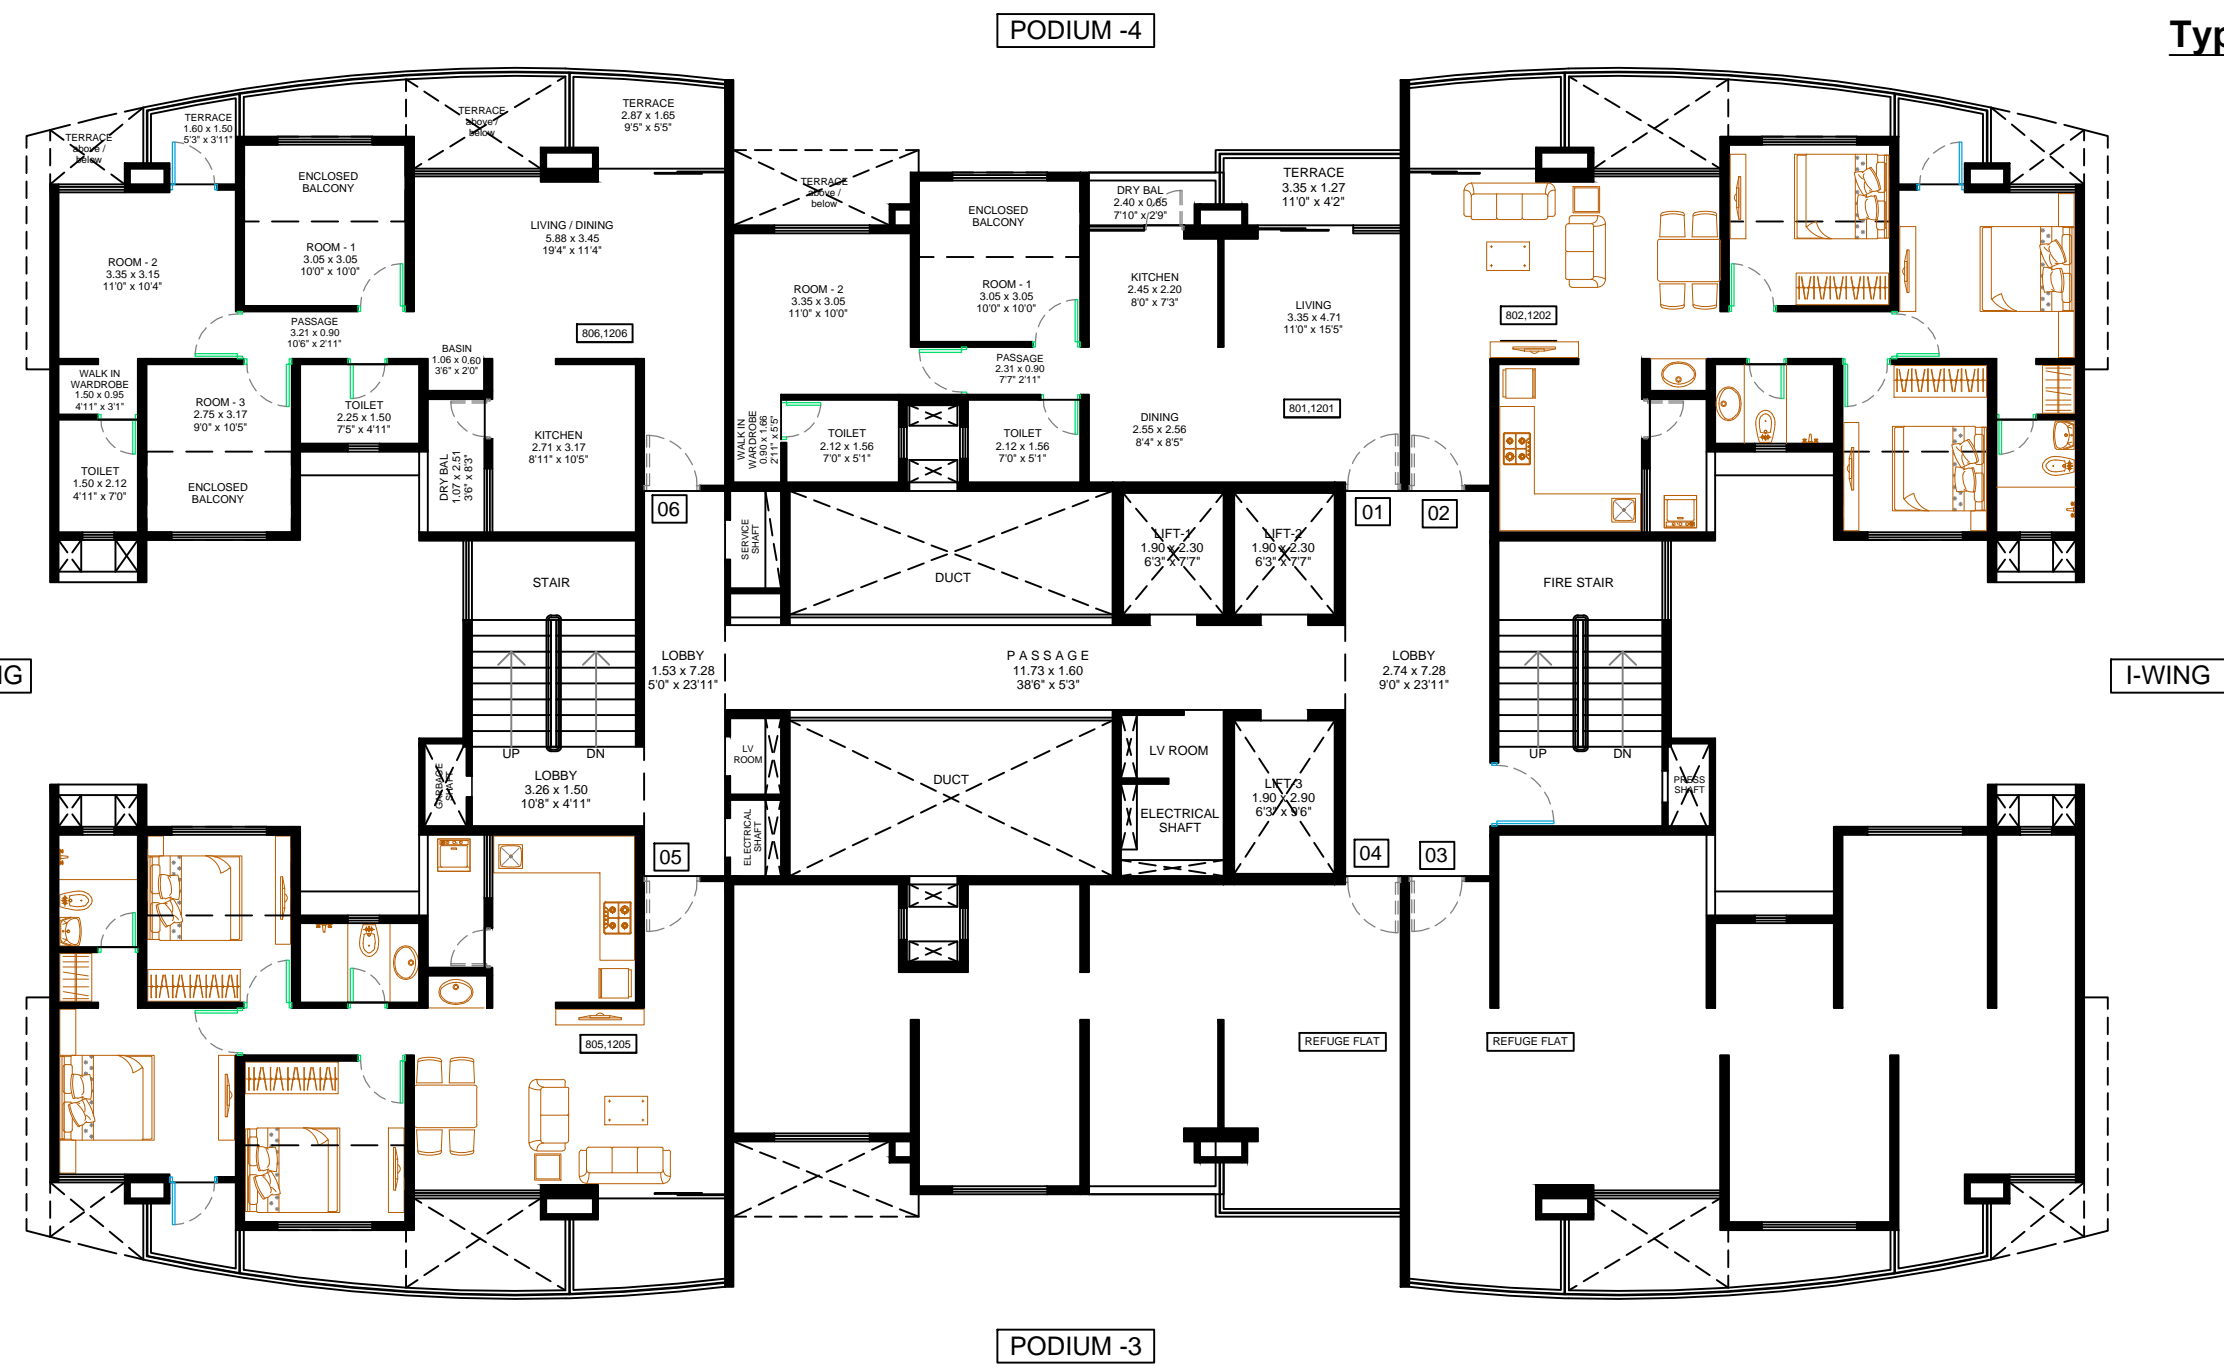 PODIUM -4
Typ
TERRACE
above /
below
TERRACE
1.60 x 1.50
5'3" x 3'11"
TERRACE
above /
below
TERRACE
2.87 x 1.65
9'5" x 5'5"
ENCLOSED
BALCONY
ROOM - 1
3.05 x 3.05
10'0" x 10'0"
LIVING / DINING
5.88 x 3.45
19'4" x 11'4"
ROOM - 2
3.35 x 3.15
11'0" x 10'4"
PASSAGE
3.21 x 0.90
10'6" x 2'11"
806,1206
BASIN
1.06 x 0.60
3'6" x 2'0"
WALK IN
WARDROBE
1.50 x 0.95
4'11" x 3'1"
ROOM - 3
2.75 x 3.17
9'0" x 10'5"
TOILET
2.25 x 1.50
7'5" x 4'11"
KITCHEN
2.71 x 3.17
8'11" x 10'5"
DRY BAL
1.07 x 2.51
3'6" x 8'3"
TOILET
1.50 x 2.12
4'11" x 7'0"
ENCLOSED
BALCONY
TERRACE
above /
below
ENCLOSED
BALCONY
DRY BAL
2.40 x 0.85
7'10" x 2'9"
TERRACE
3.35 x 1.27
11'0" x 4'2"
ROOM - 2
3.35 x 3.05
11'0" x 10'0"
ROOM - 1
3.05 x 3.05
10'0" x 10'0"
KITCHEN
2.45 x 2.20
8'0" x 7'3"
LIVING
3.35 x 4.71
11'0" x 15'5"
PASSAGE
2.31 x 0.90
7'7" 2'11"
801,1201
WALK IN
WARDROBE
0.90 x 1.66
2'11" x 5'5"
TOILET
2.12 x 1.56
7'0" x 5'1"
TOILET
2.12 x 1.56
7'0" x 5'1"
DINING
2.55 x 2.56
8'4" x 8'5"
802,1202
06
01
02
SERVICE
SHAFT
DUCT
LIFT-1
1.90 x 2.30
6'3" x 7'7"
LIFT-2
1.90 x 2.30
6'3" x 7'7"
STAIR
FIRE STAIR
NG
LOBBY
1.53 x 7.28
5'0" x 23'11"
PASSAGE
11.73 x 1.60
38'6" x 5'3"
LOBBY
2.74 x 7.28
9'0" x 23'11"
I-WING
UP
DN
UP
DN
GARBAGE
SHAFT
LOBBY
3.26 x 1.50
10'8" x 4'11"
LV
ROOM
DUCT
LV ROOM
LIFT-3
1.90 x 2.90
6'3" x 9'6"
PRESS
SHAFT
ELECTRICAL
SHAFT
ELECTRICAL
SHAFT
05
04
03
805,1205
REFUGE FLAT
REFUGE FLAT
PODIUM -3